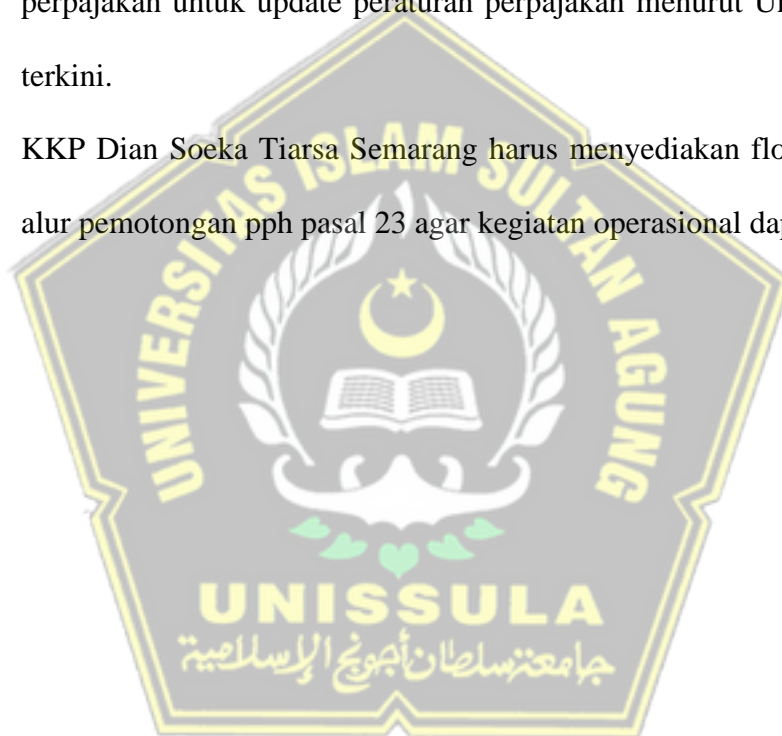 perpajakan untuk update peraturan perpajakan menurut
terkini.
KKP Dian Soeka Tiarsa Semarang harus menyediakan
alur pemotongan pph pasal 23 agar kegiatan operasional
UNIVERSITAS ISLAM SULTAN AGUNG
UNISSULA
جامعة سلطان أجونج الإسلامية